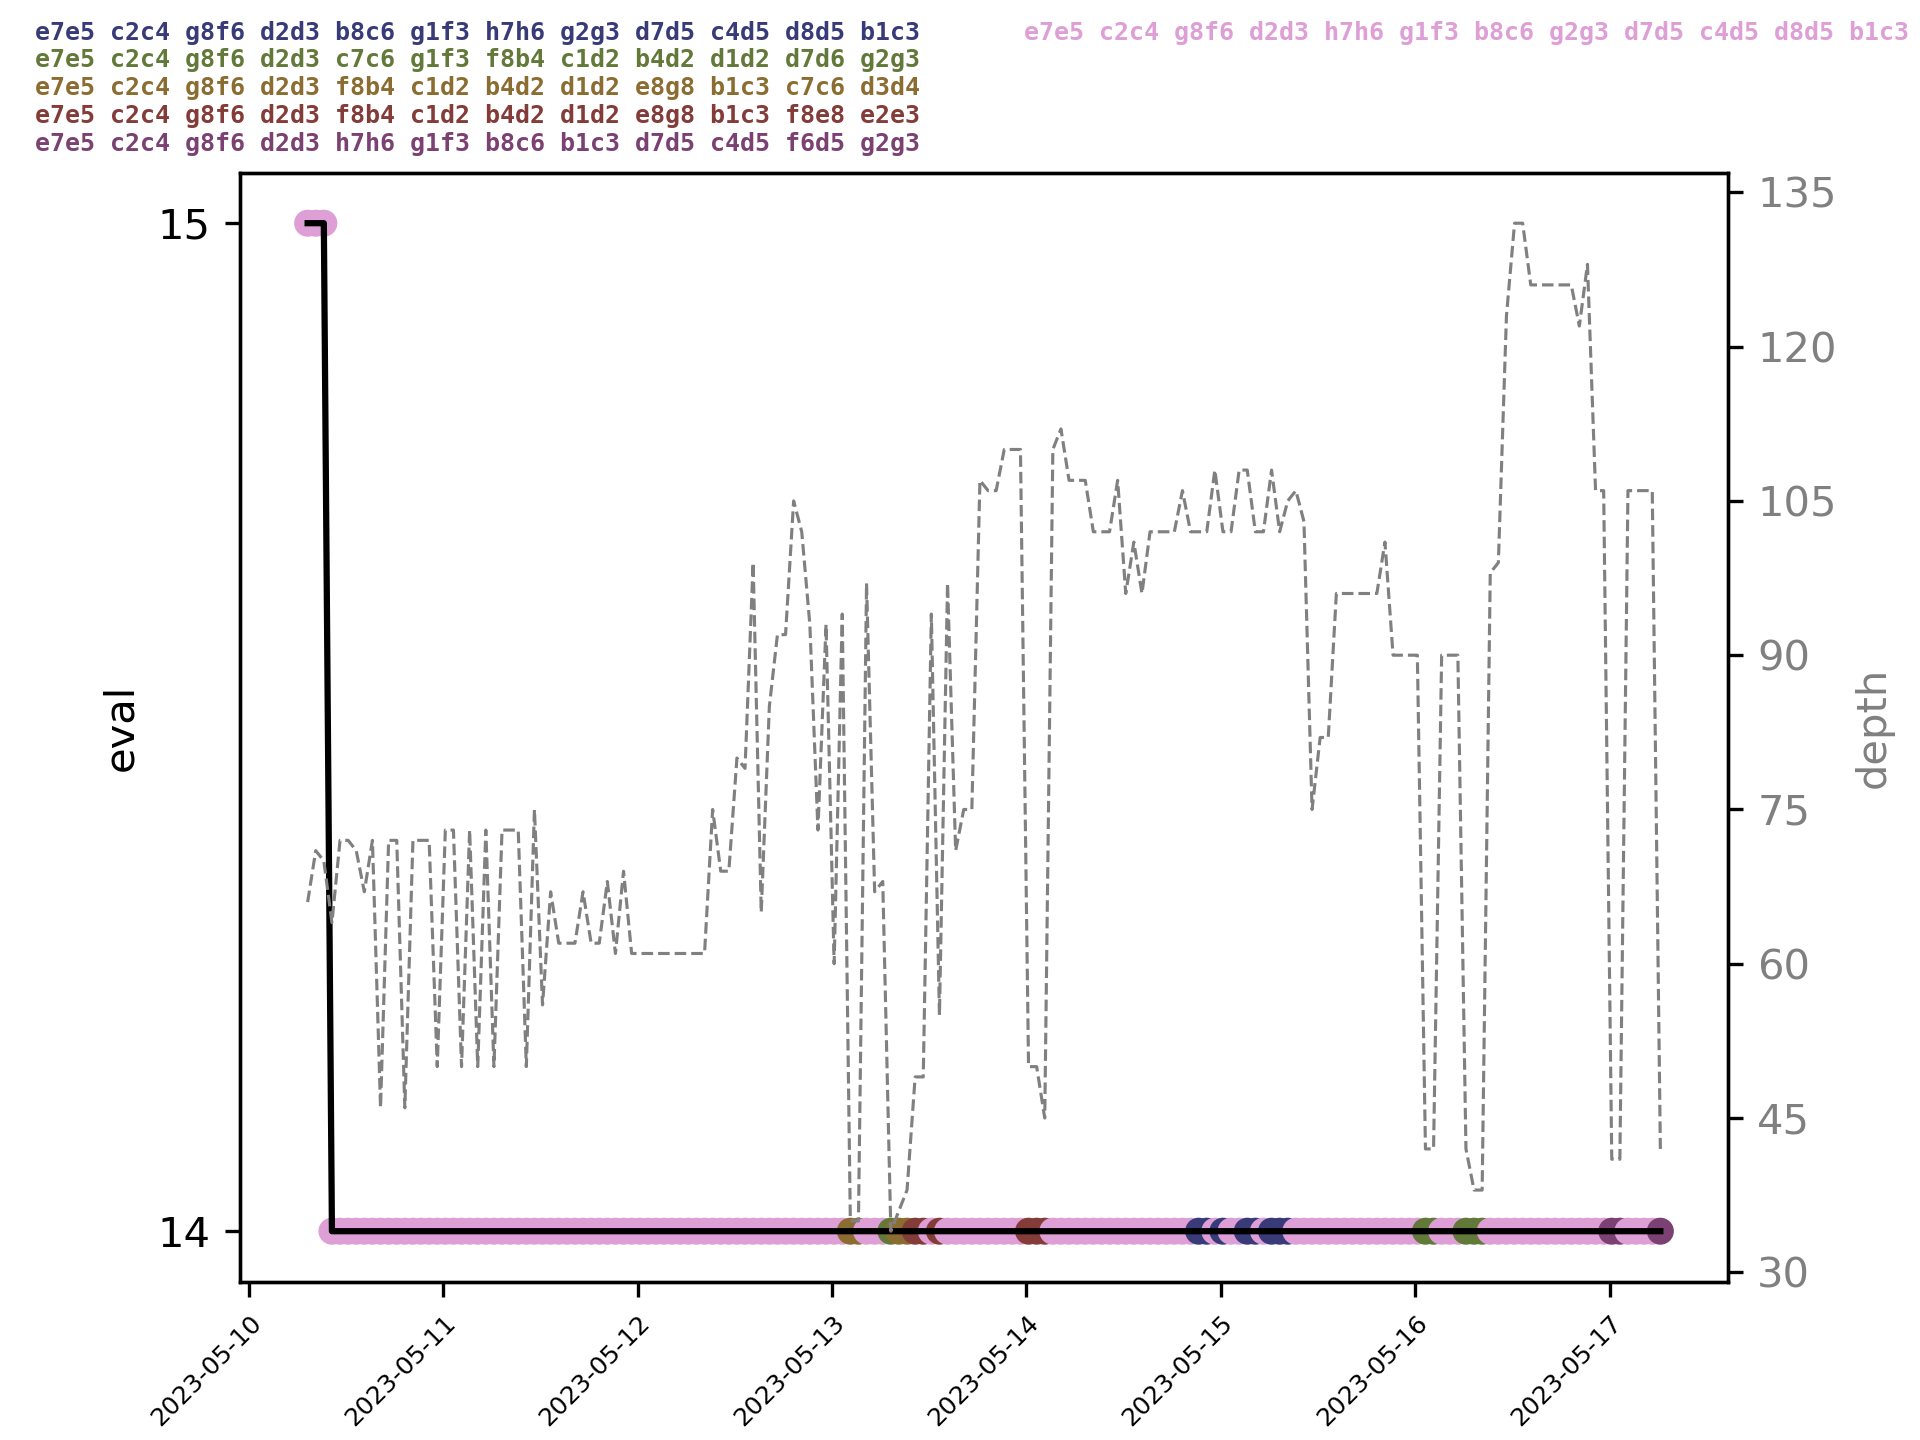 e7e5 c2c4 g8f6 d2d3 b8c6 g1f3 h7h6 g2g3 d7d5 c4d5 d8d5 b1c3
e7e5 c2c4 g8f6 d2d3 c7c6 g1f3 f8b4 c1d2 b4d2 d1d2 d7d6 g2g3
e7e5 c2c4 g8f6 d2d3 f8b4 c1d2 b4d2 d1d2 e8g8 b1c3 c7c6 d3d4
e7e5 c2c4 g8f6 d2d3 f8b4 c1d2 b4d2 d1d2 e8g8 b1c3 f8e8 e2e3
e7e5 c2c4 g8f6 d2d3 h7h6 g1f3 b8c6 b1c3 d7d5 c4d5 f6d5 g2g3
e7e5 c2c4 g8f6 d2d3 h7h6 g1f3 b8c6 g2g3 d7d5 c4d5 d8d5 b1c3
15
14
eval
135
120
105
90
75
60
45
30
depth
2023-05-10
2023-05-11
2023-05-12
2023-05-13
2023-05-14
2023-05-15
2023-05-16
2023-05-17